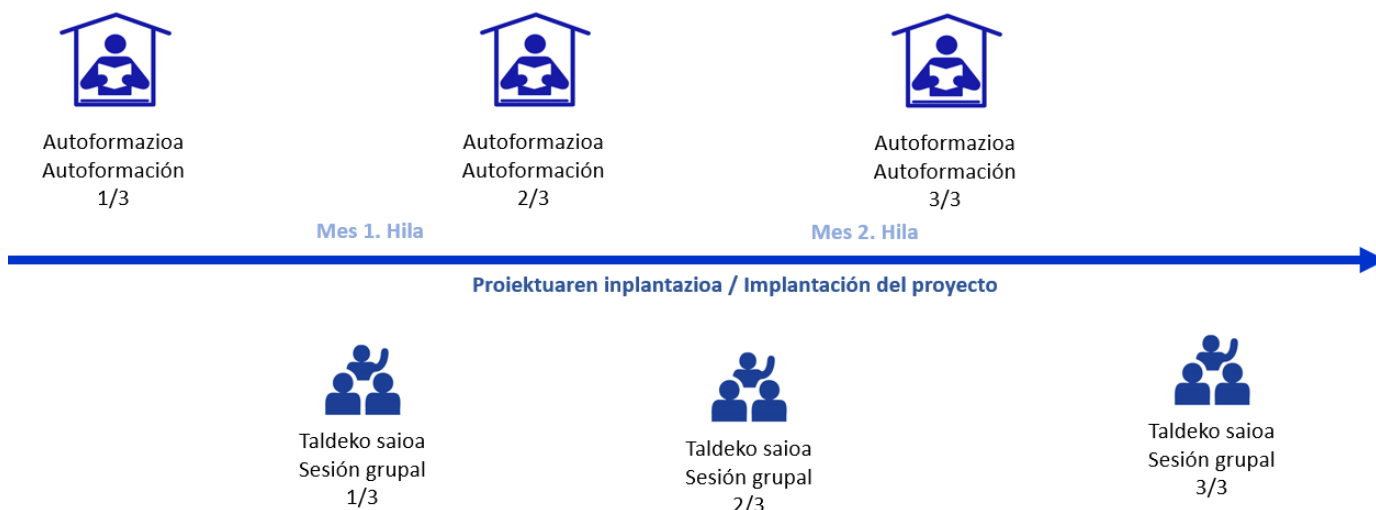 Autoformazioa
Autoformación
1/3
Autoformazioa
Autoformación
2/3
Autoformazioa
Autoformación
3/3
Mes 1. Hila
Mes 2. Hila
Proiektuaren inplantazioa / Implantación del proyecto
Taldeko saioa
Sesión grupal
1/3
Taldeko saioa
Sesión grupal
2/3
Taldeko saioa
Sesión grupal
3/3